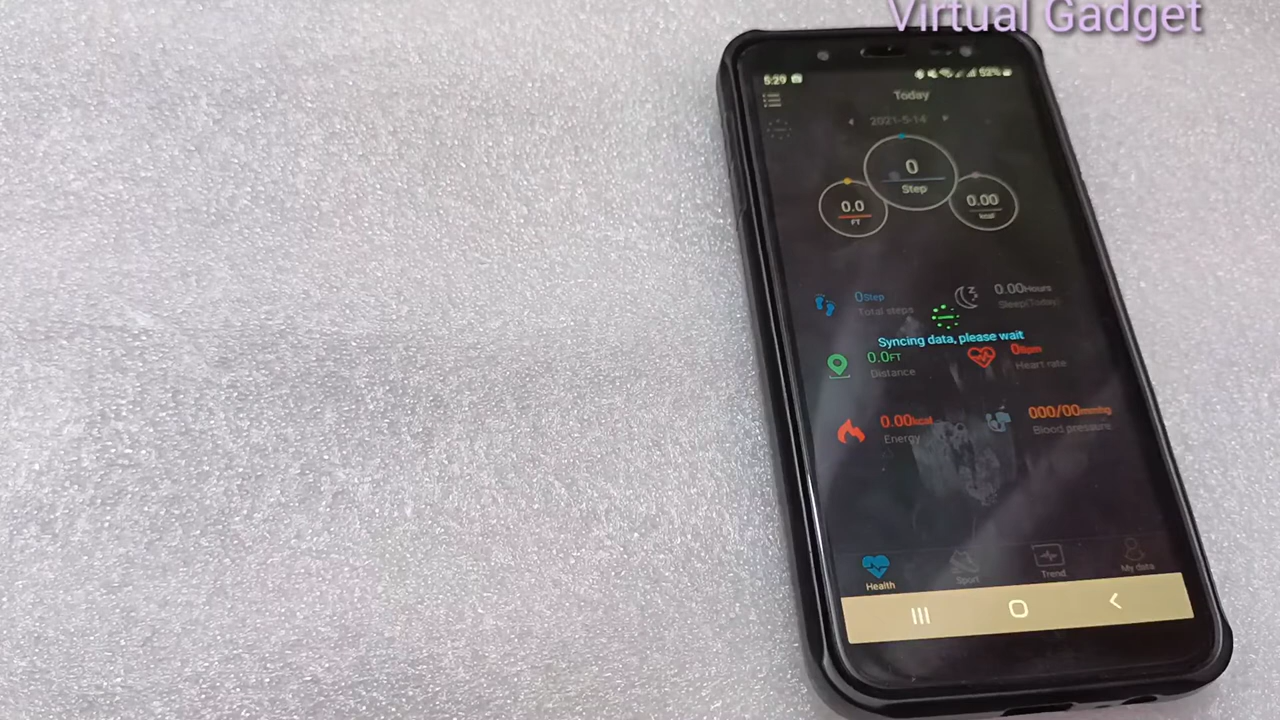 Virtual Gadget
5:29
52%
Today
2021-5-14
0
Step
0.0
FT
0.00
kcal
0Step
Total steps
0.00Hours
Sleep(Today)
Syncing data, please wait
0.0FT
Distance
0Bpm
Heart rate
0.00kcal
Energy
000/00mmhg
Blood pressure
Health
Sport
Trend
My data